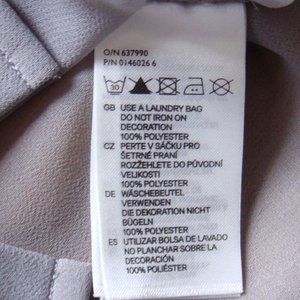 O/N 637990
P/N 0146026 6
30
GB USE A LAUNDRY BAG
DO NOT IRON ON
DECORATION
100% POLYESTER
CZ PERTE V SÁČKU PRO
ŠETRNÉ PRANÍ
ROZŽEHLETE DO PŮVODNÍ
VELIKOSTI
100% POLYESTER
DE WÄSCHEBEUTEL
VERWENDEN
DIE DEKORATION NICHT
BÜGELN
100% POLYESTER
ES UTILIZAR BOLSA DE LAVADO
NO PLANCHAR SOBRE LA
DECORACIÓN
100% POLIÉSTER